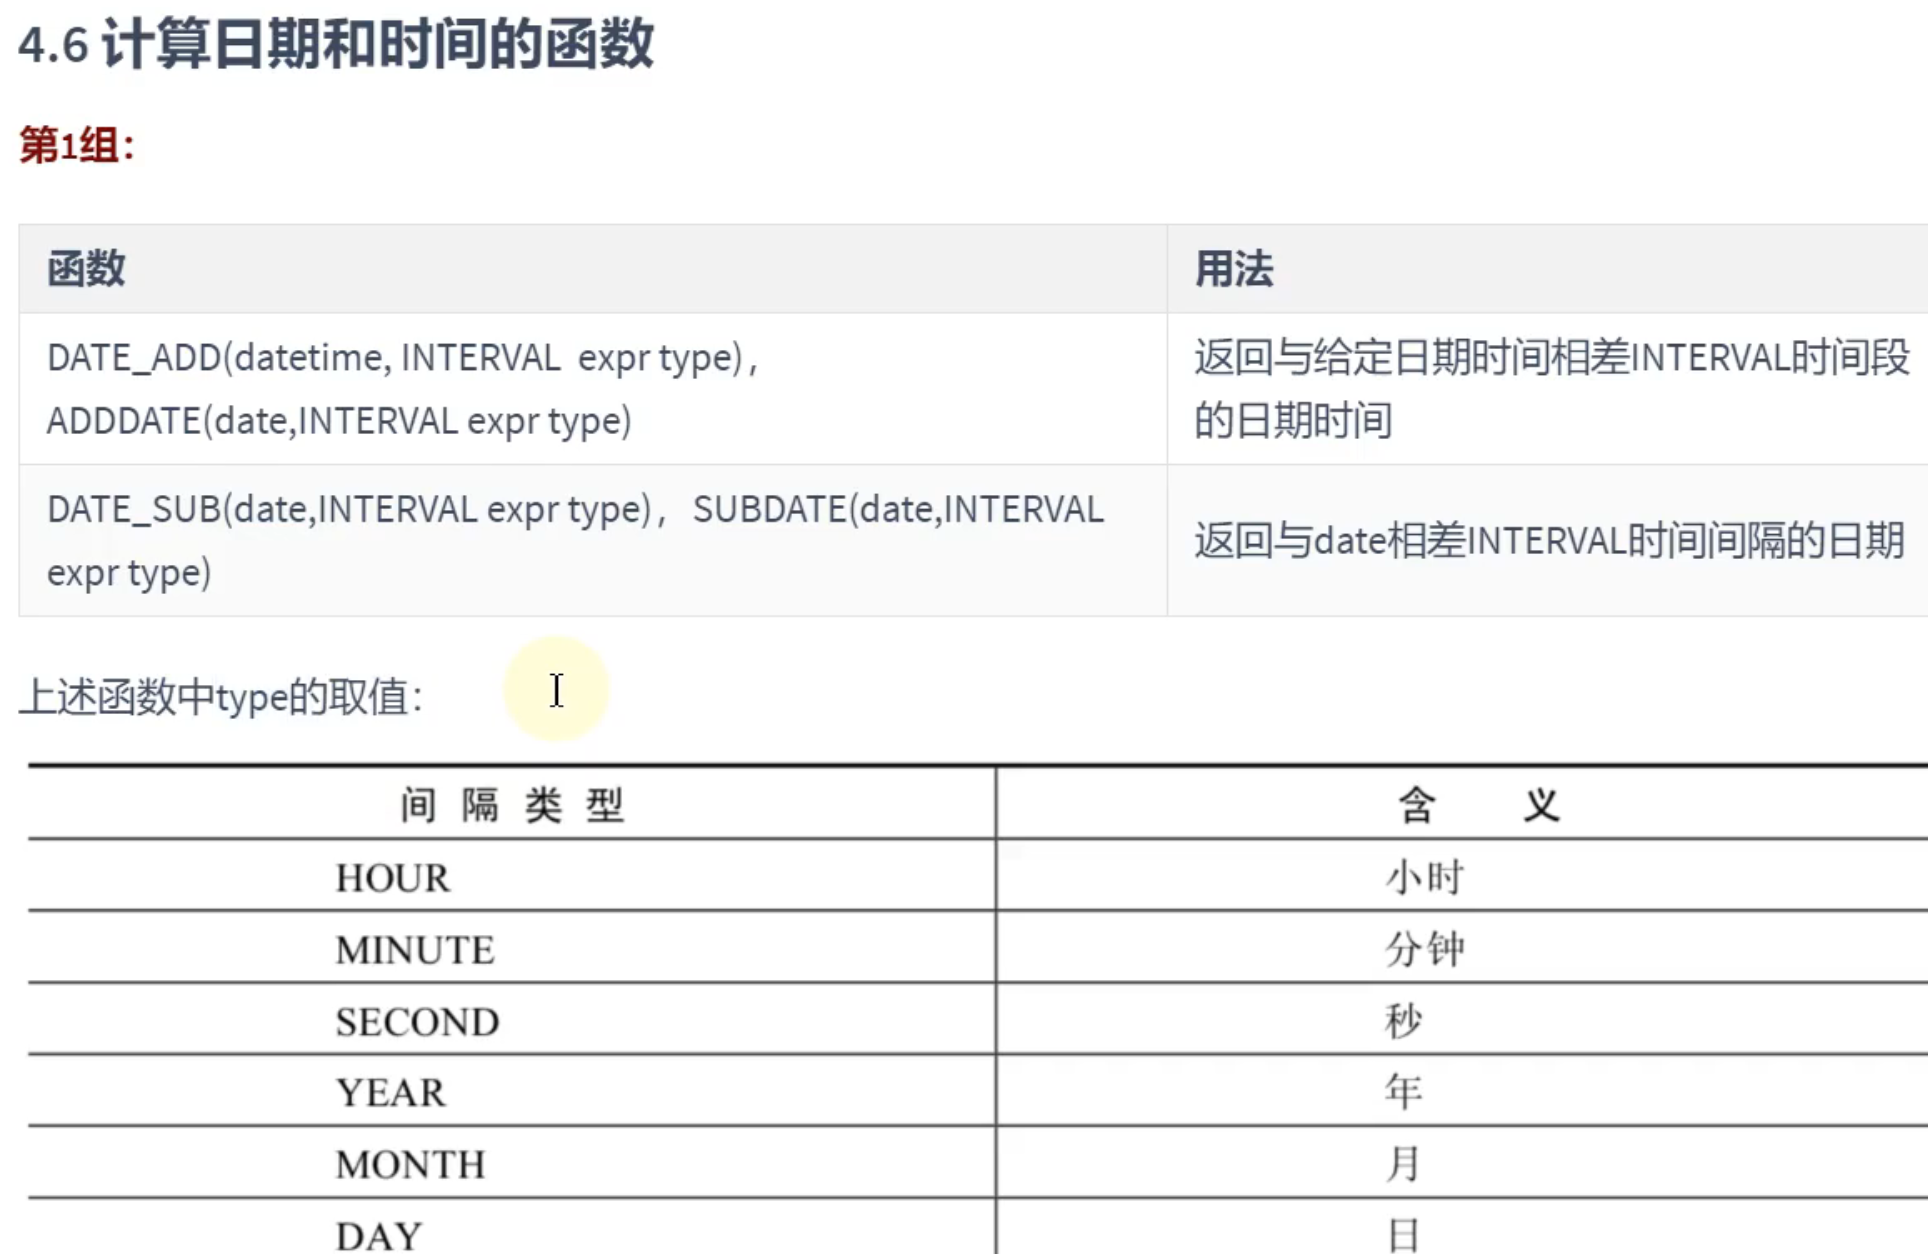 4.6 计算日期和时间的函数
第1组：
函数 用法
DATE_ADD(datetime, INTERVAL  expr type)， 返回与给定日期时间相差INTERVAL时间段
ADDDATE(date,INTERVAL expr type) 的日期时间
DATE_SUB(date,INTERVAL expr type)，SUBDATE(date,INTERVAL
expr type) 返回与date相差INTERVAL时间间隔的日期
上述函数中type的取值：
间隔类型 含义
HOUR 小时
MINUTE 分钟
SECOND 秒
YEAR 年
MONTH 月
DAY 日